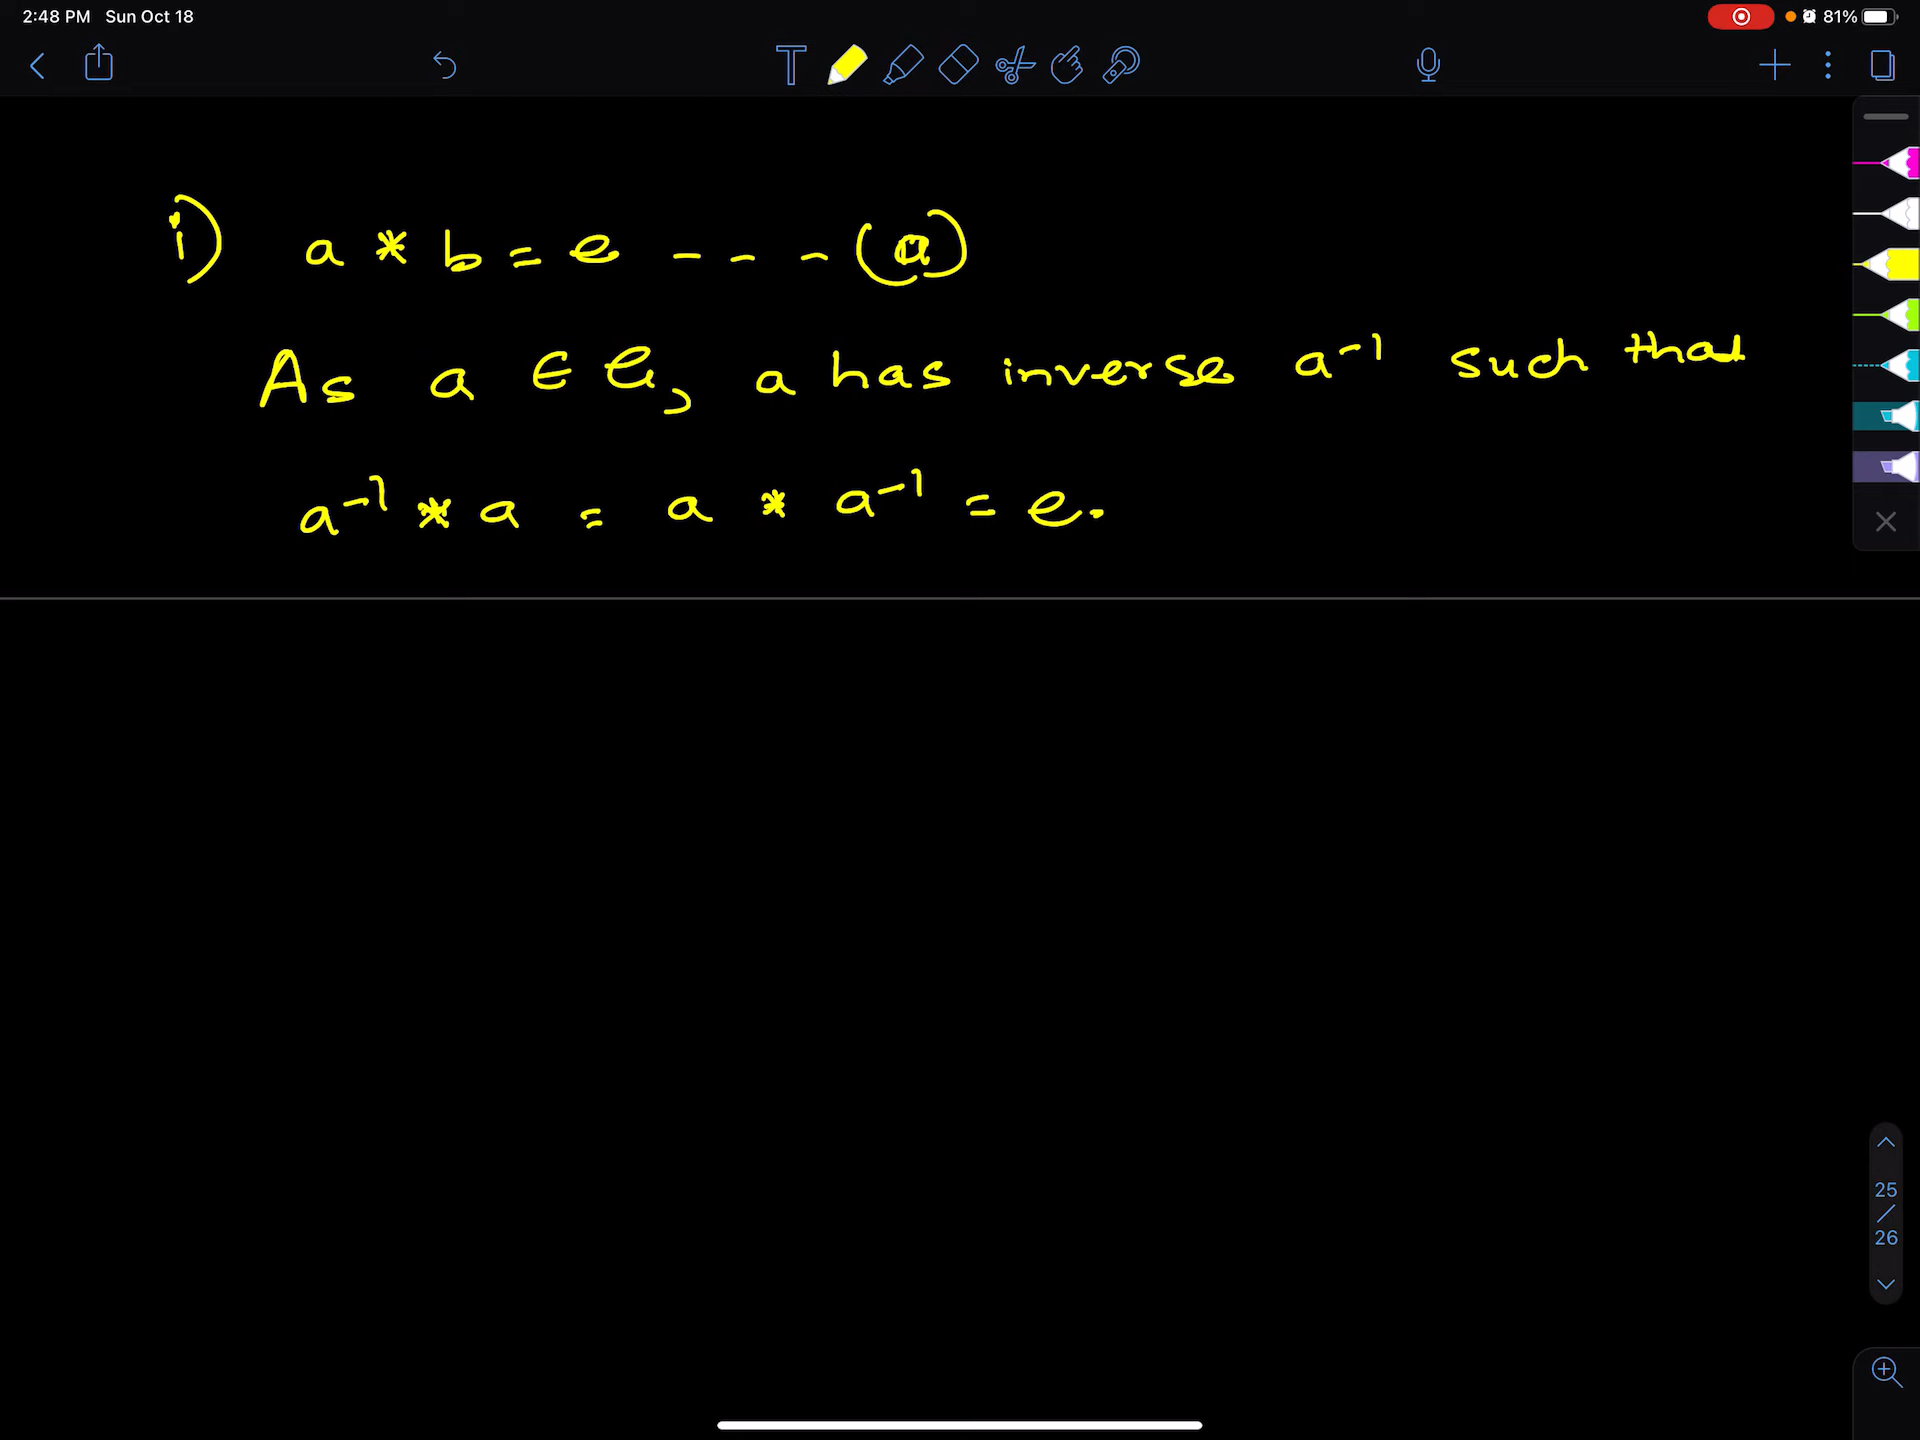 2:48 PM Sun Oct 18
81%
i) a * b = e - - - (a)
As a ∈ G, a has inverse a⁻¹ such that
a⁻¹ * a = a * a⁻¹ = e.
25
/
26